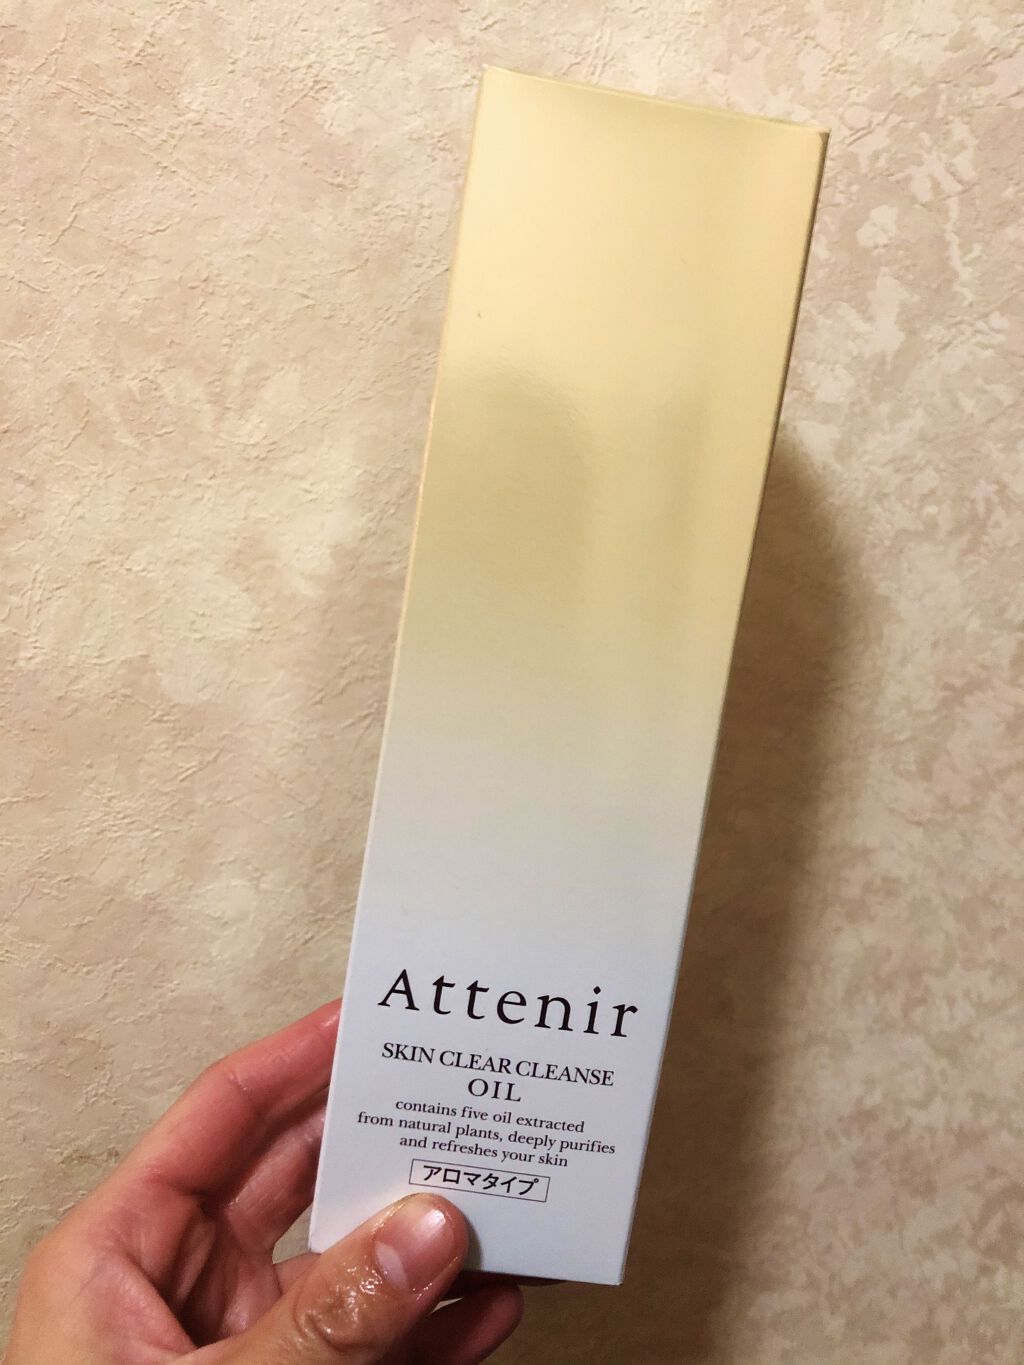 Attenir
SKIN CLEAR CLEANSE
OIL
contains five oil extracted
from natural plants, deeply purifies
and refreshes your skin
アロマタイプ